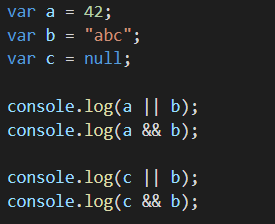 var a = 42;
var b = "abc";
var c = null;

console.log(a || b);
console.log(a && b);

console.log(c || b);
console.log(c && b);